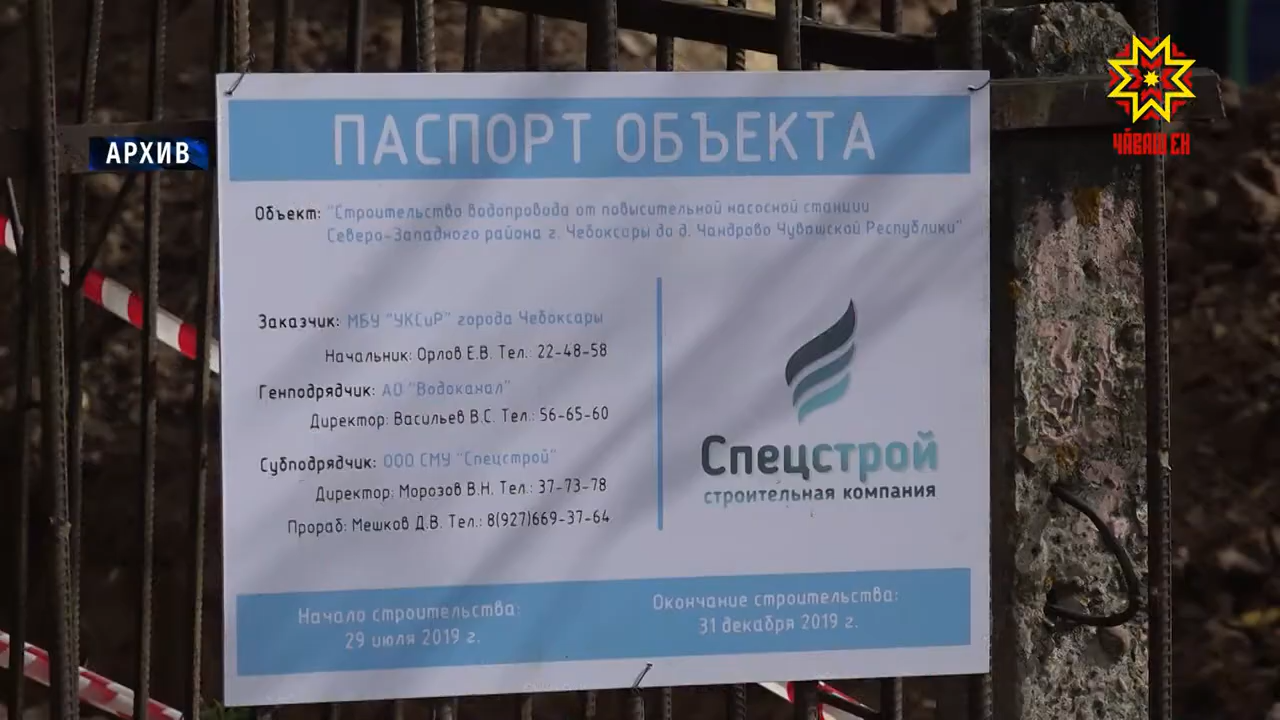 АРХИВ
ЧӐВАШ ЕН
ПАСПОРТ ОБЪЕКТА
Объект: "Строительство водопровода от повысительной насосной станции
Северо-Западного района г. Чебоксары до д. Чандрово Чувашской Республики"
Заказчик: МБУ "УКСиР" города Чебоксары
Начальник: Орлов Е.В. Тел.: 22-48-58
Генподрядчик: АО "Водоканал"
Директор: Васильев В.С. Тел.: 56-65-60
Субподрядчик: ООО СМУ "Спецстрой"
Директор: Морозов В.Н. Тел.: 37-73-78
Прораб: Мешков Д.В. Тел.: 8(927)669-37-64
Спецстрой
строительная компания
Начало строительства:
29 июля 2019 г.
Окончание строительства:
31 декабря 2019 г.